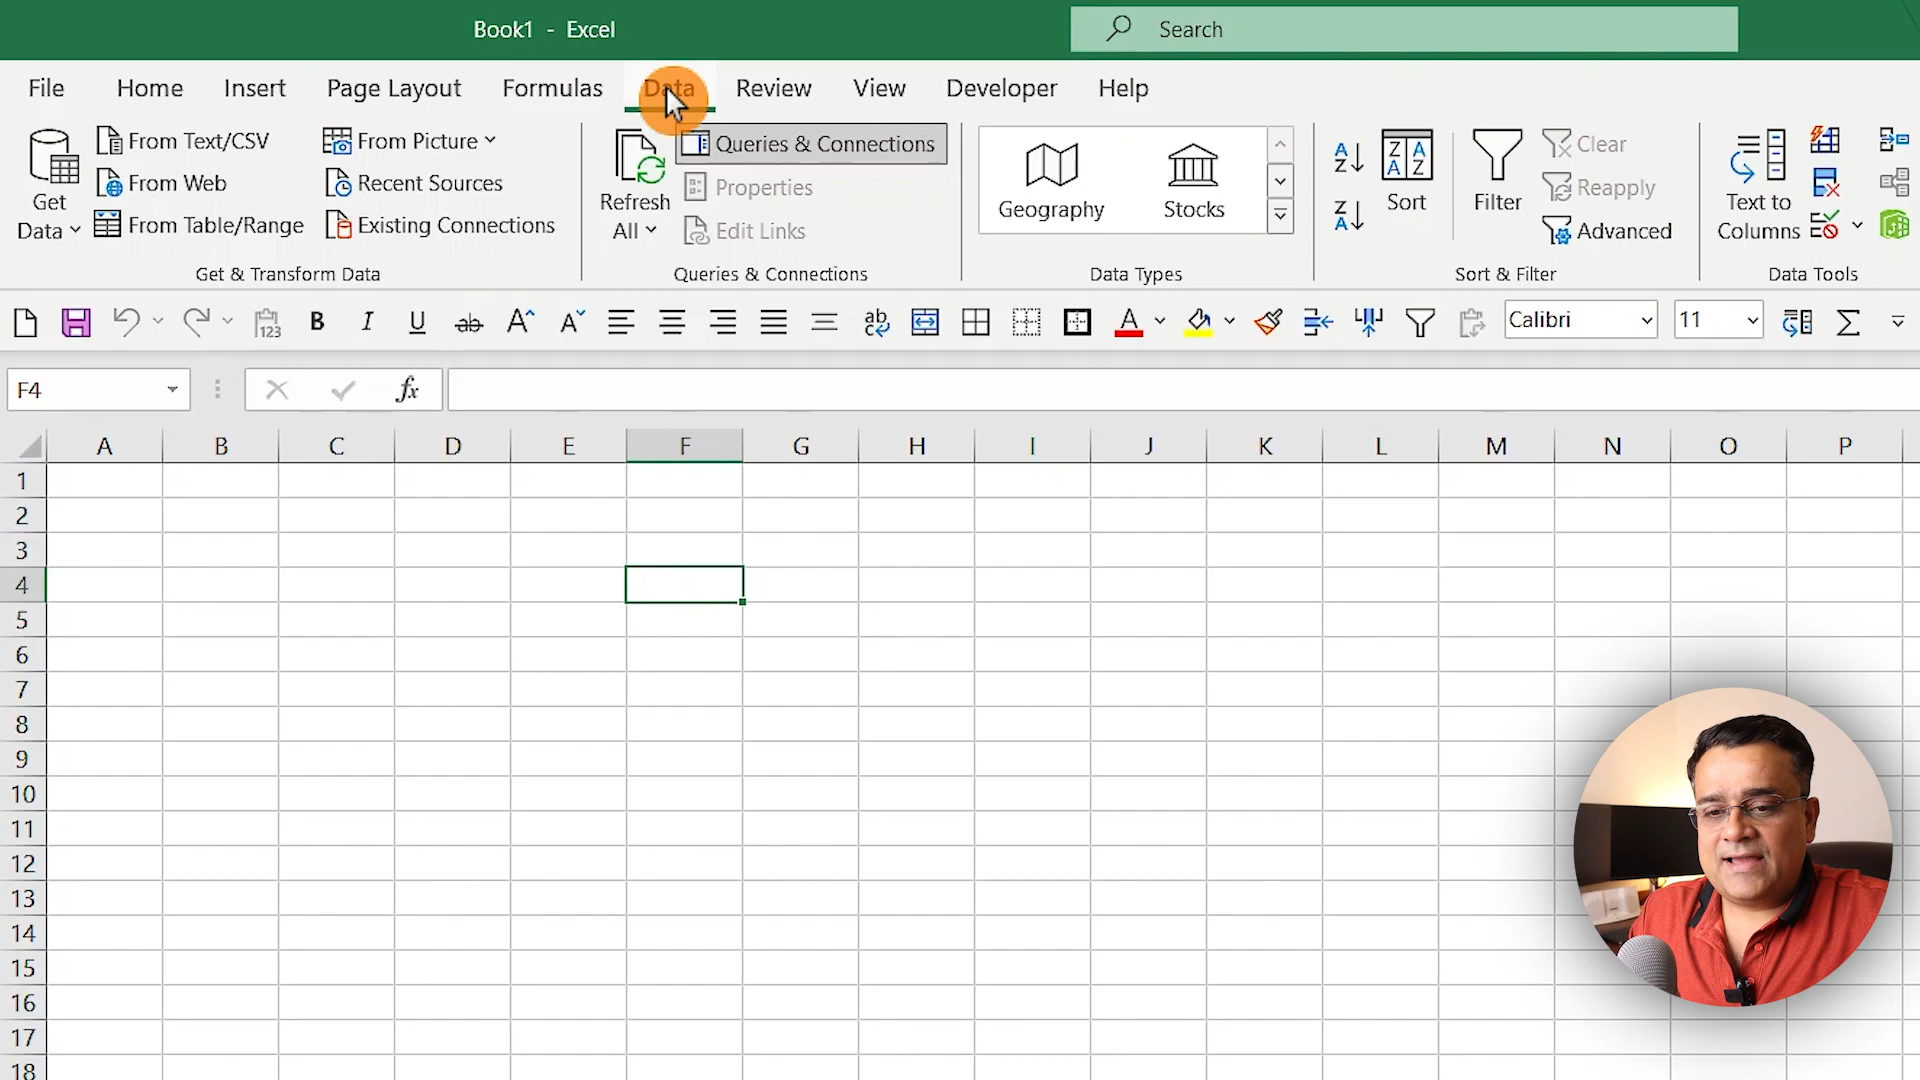 Book1 - Excel
Search
File Home Insert Page Layout Formulas Data Review View Developer Help
From Text/CSV From Picture
From Web Recent Sources
From Table/Range Existing Connections
Get Data
Get & Transform Data
Refresh All
Queries & Connections
Properties
Edit Links
Queries & Connections
Geography Stocks
Data Types
Sort
Filter
Clear
Reapply
Advanced
Sort & Filter
Text to Columns
Data Tools
123 B I U ab A A ab A Calibri 11
F4 fx
A B C D E F G H I J K L M N O P
1
2
3
4
5
6
7
8
9
10
11
12
13
14
15
16
17
18